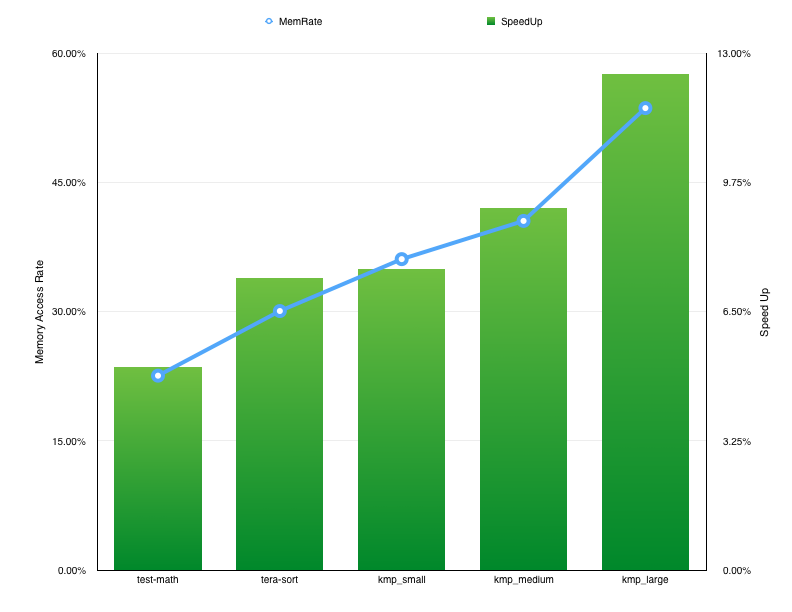 MemRate SpeedUp
60.00% 13.00%
45.00% 9.75%
Memory Access Rate
30.00% 6.50%
Speed Up
15.00% 3.25%
0.00% 0.00%
test-math tera-sort kmp_small kmp_medium kmp_large